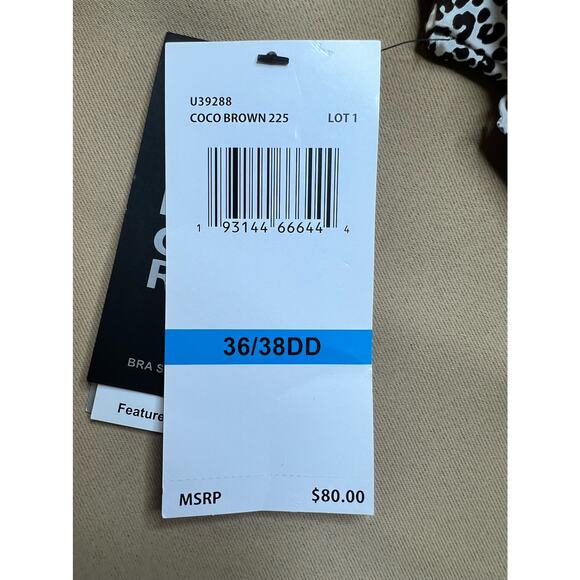 U39288
COCO BROWN 225 LOT 1
1 93144 66644 4
36/38DD
BRA
Feature
MSRP $80.00